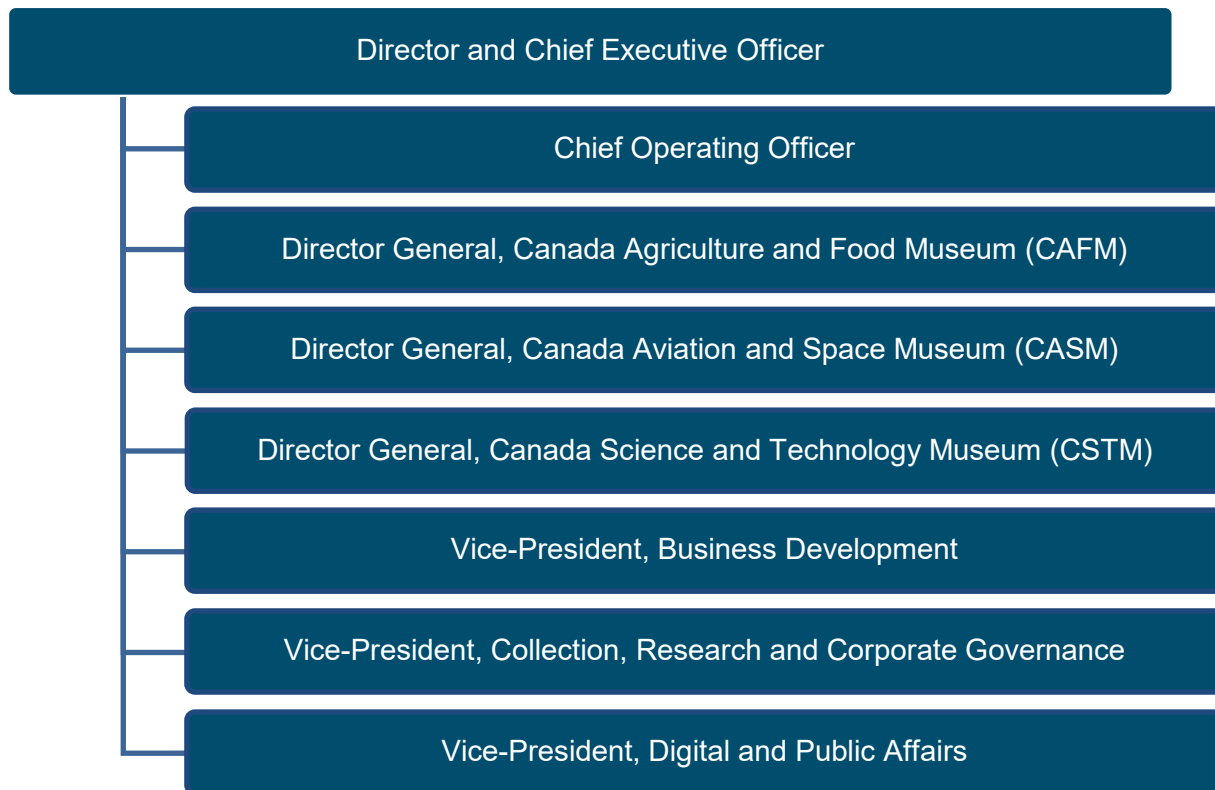 Director and Chief Executive Officer
Chief Operating Officer
Director General, Canada Agriculture and Food Museum (CAFM)
Director General, Canada Aviation and Space Museum (CASM)
Director General, Canada Science and Technology Museum (CSTM)
Vice-President, Business Development
Vice-President, Collection, Research and Corporate Governance
Vice-President, Digital and Public Affairs